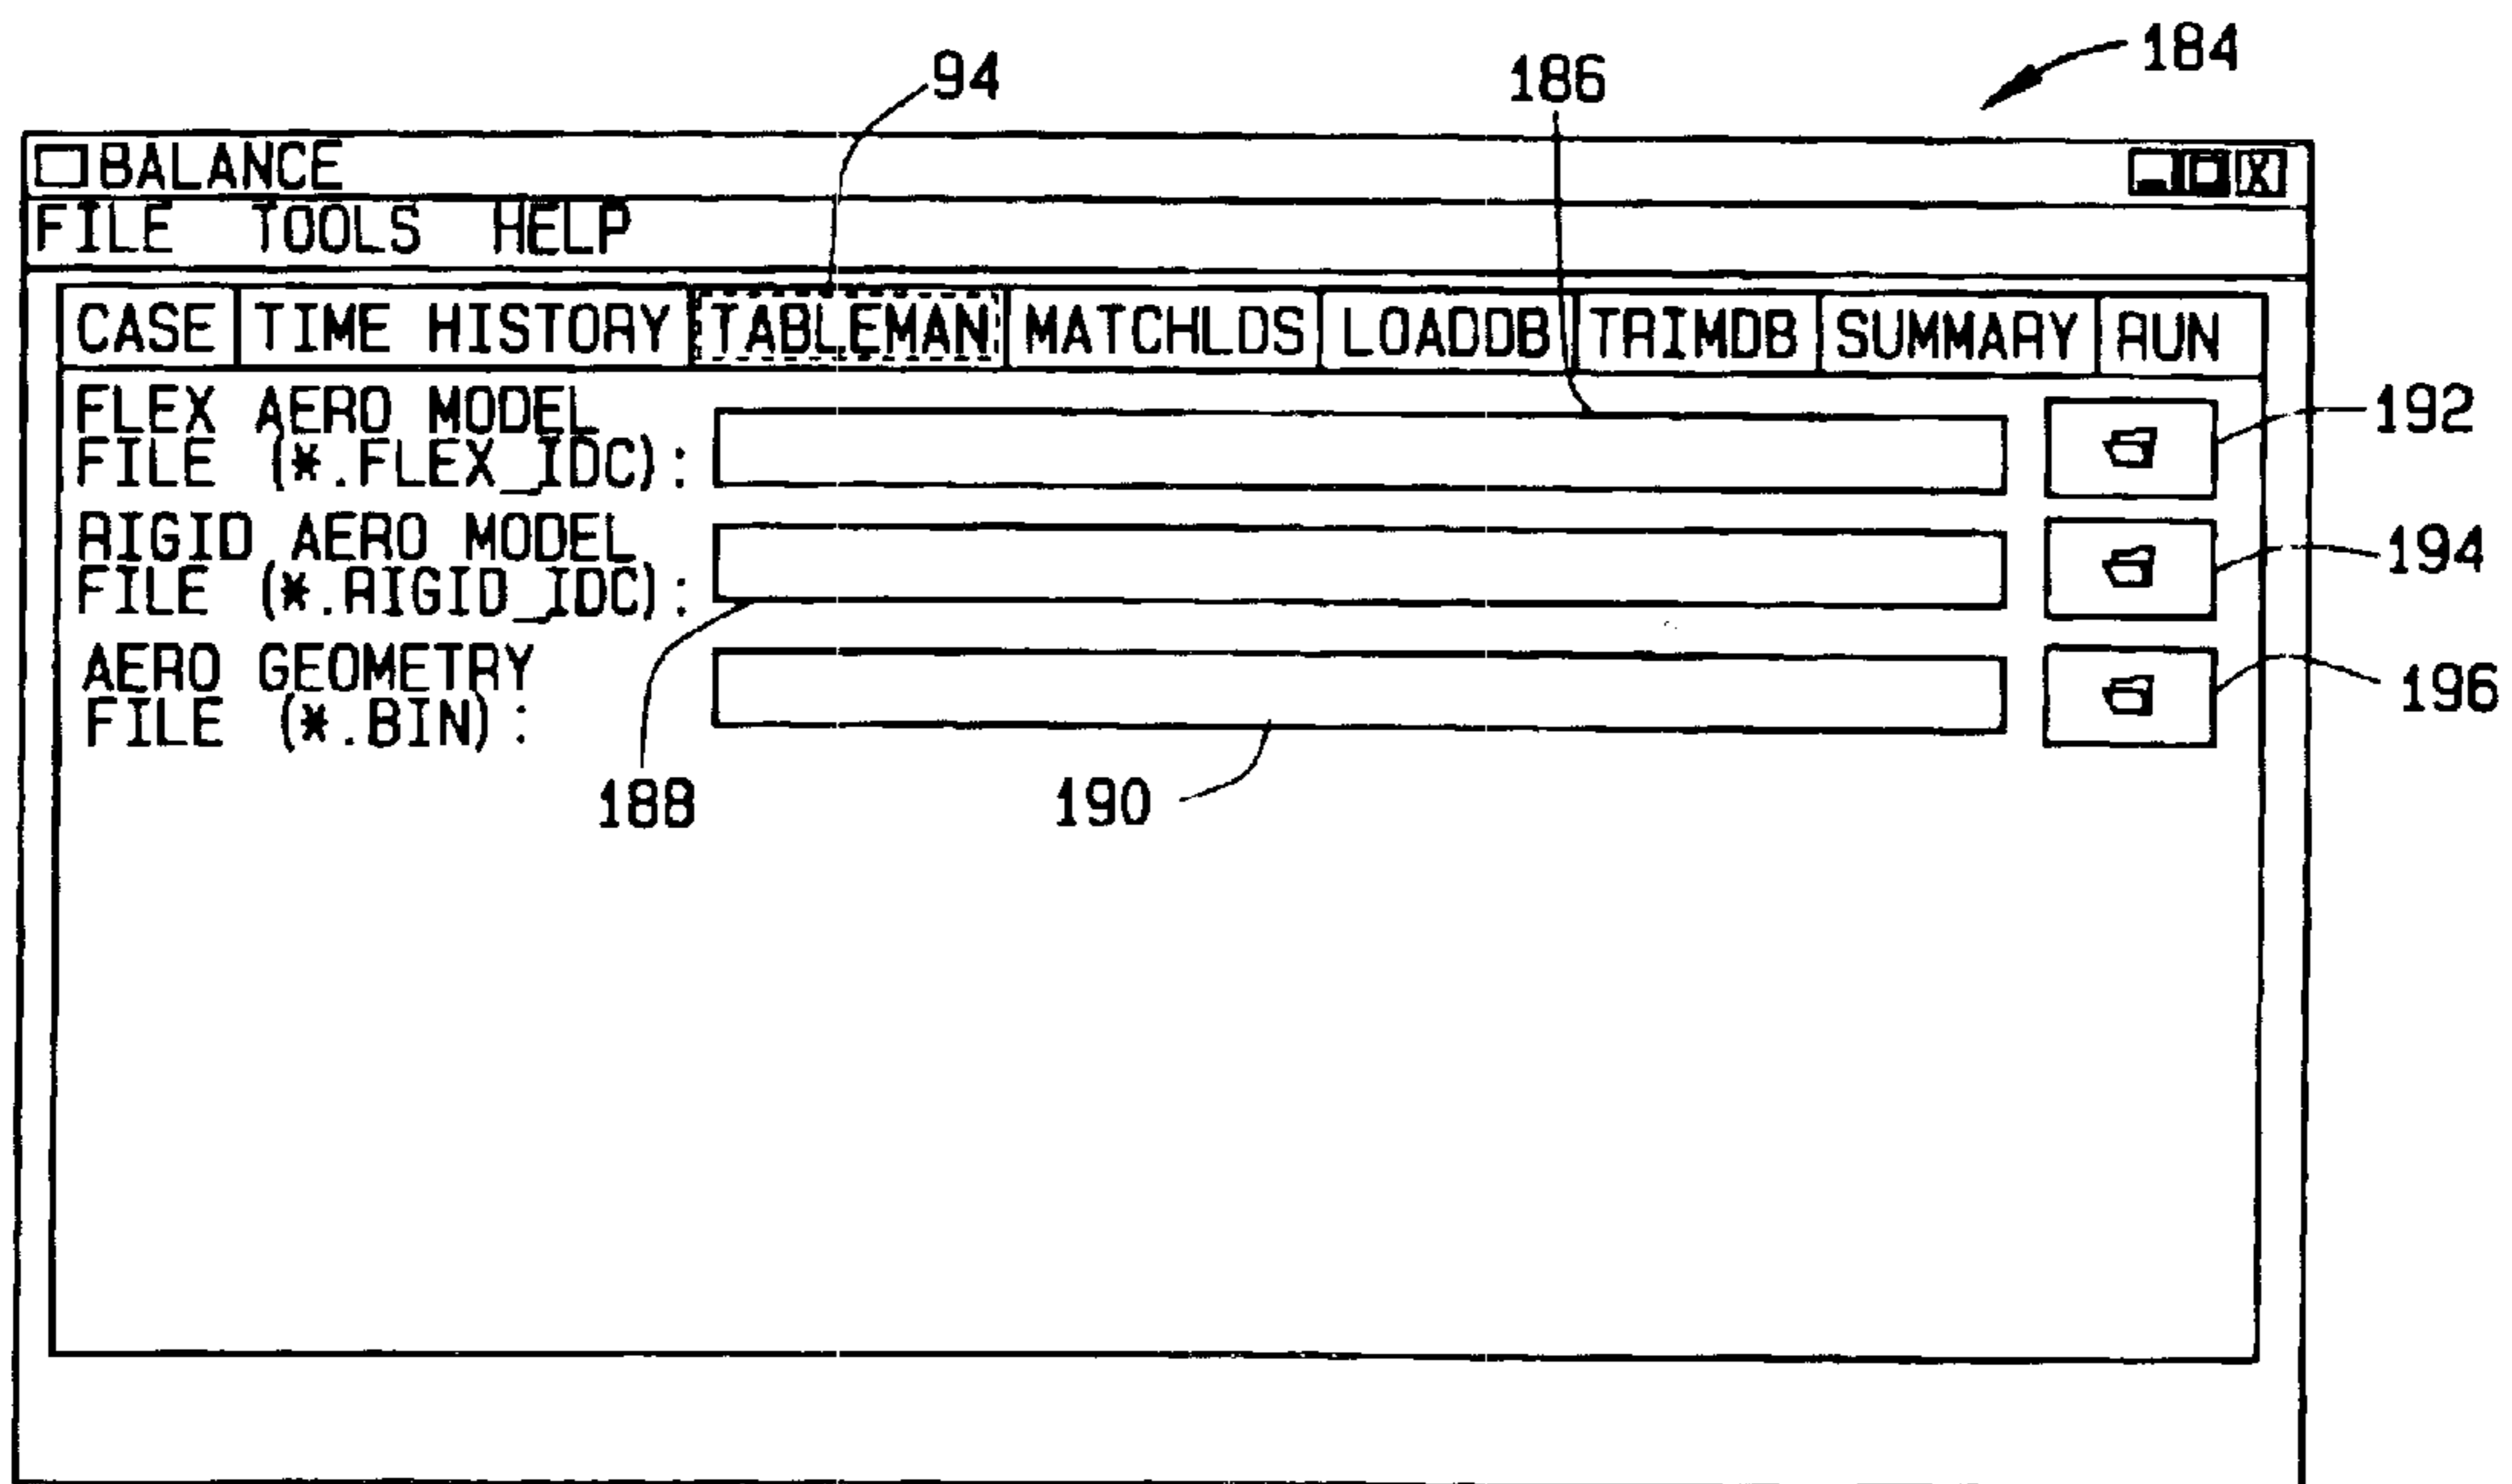 184
94
186
BALANCE
FILE TOOLS HELP
CASE TIME HISTORY TABLEMAN MATCHLDS LOADDB TRIMDB SUMMARY RUN
FLEX AERO MODEL
FILE (*.FLEX_IDC):
192
RIGID AERO MODEL
FILE (*.RIGID_IDC):
194
AERO GEOMETRY
FILE (*.BIN):
196
188
190